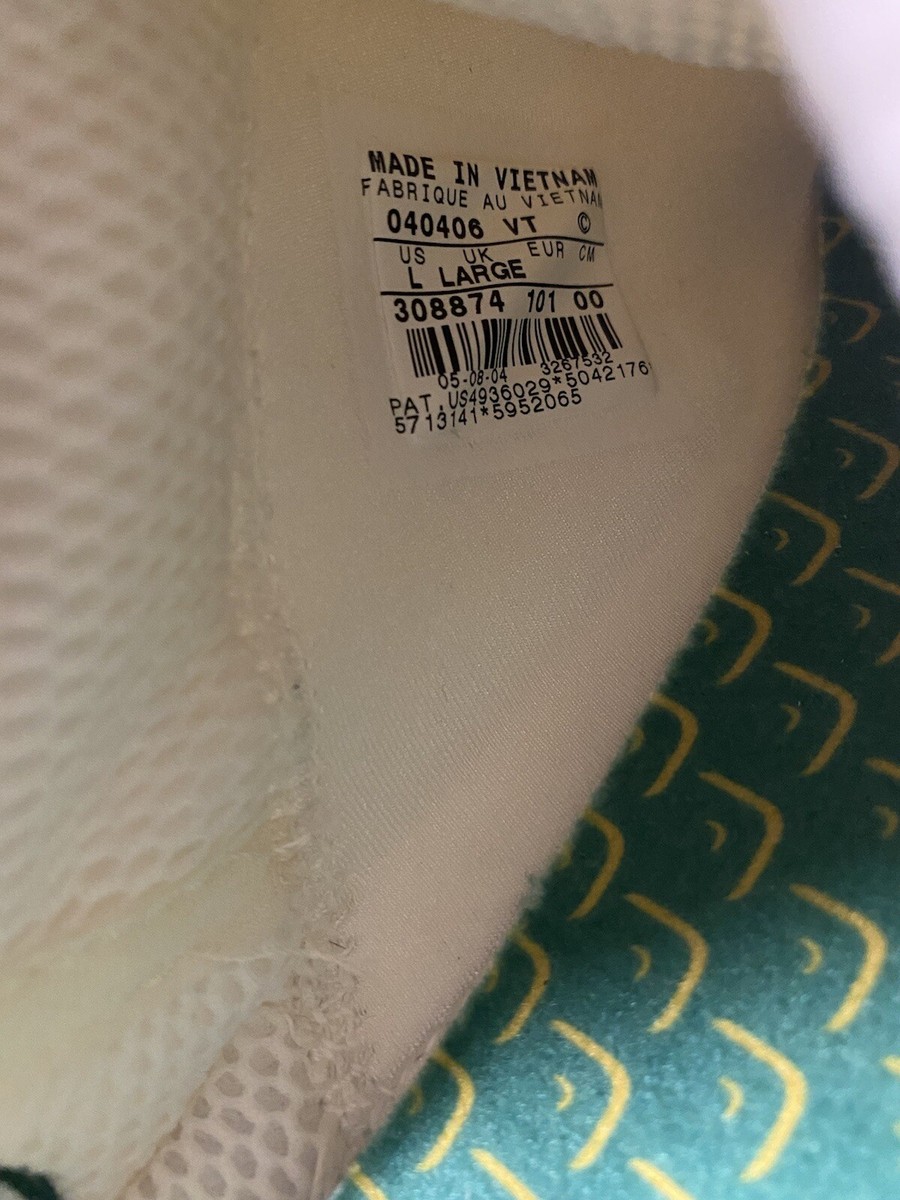 MADE IN VIETNAM
FABRIQUE AU VIETNAM
040406 VT ©
US UK EUR CM
L LARGE
308874 101 00
05-08-04 3267532
PAT.US4936029*5042176
5713141*5952065